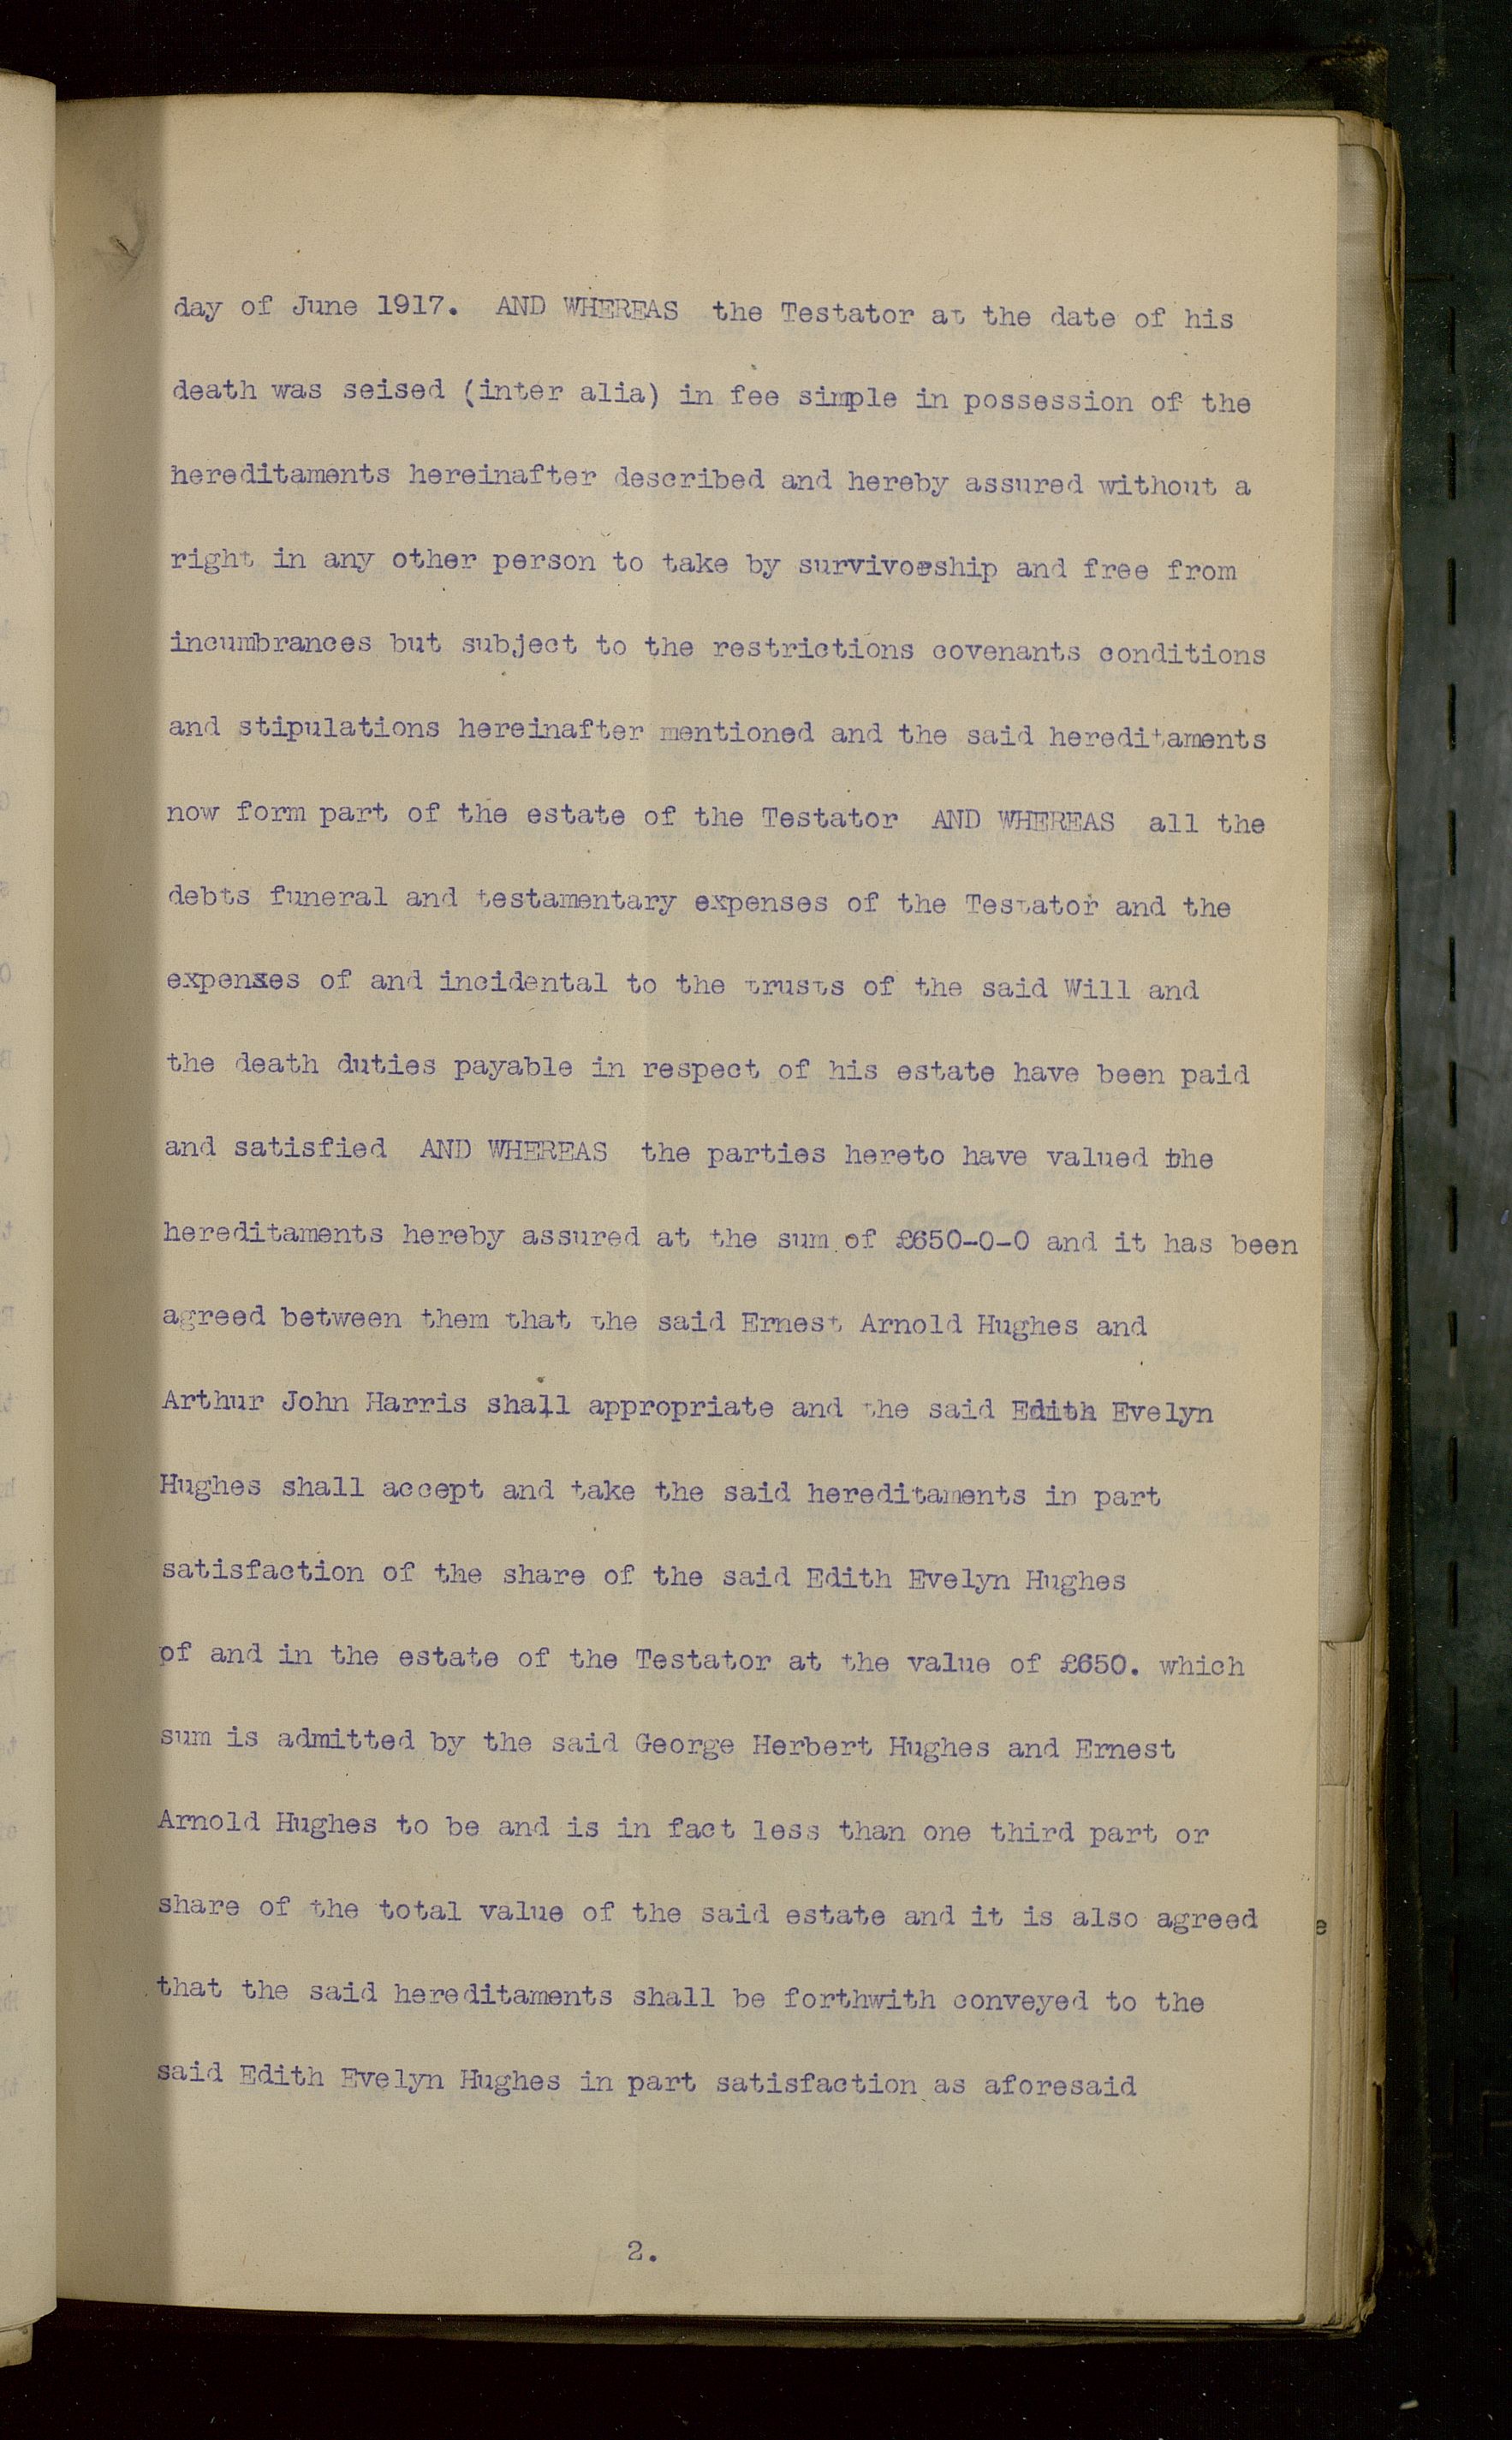 day of June 1917. AND WHEREAS the Testator at the date of his
death was seised (inter alia) in fee simple in possession of the
hereditaments hereinafter described and hereby assured without a
right in any other person to take by survivorship and free from
incumbrances but subject to the restrictions covenants conditions
and stipulations hereinafter mentioned and the said hereditaments
now form part of the estate of the Testator AND WHEREAS all the
debts funeral and testamentary expenses of the Testator and the
expenses of and incidental to the trusts of the said Will and
the death duties payable in respect of his estate have been paid
and satisfied AND WHEREAS the parties hereto have valued the
hereditaments hereby assured at the sum of £650-0-0 and it has been
agreed between them that the said Ernest Arnold Hughes and
Arthur John Harris shall appropriate and the said Edith Evelyn
Hughes shall accept and take the said hereditaments in part
satisfaction of the share of the said Edith Evelyn Hughes
of and in the estate of the Testator at the value of £650. which
sum is admitted by the said George Herbert Hughes and Ernest
Arnold Hughes to be and is in fact less than one third part or
share of the total value of the said estate and it is also agreed
that the said hereditaments shall be forthwith conveyed to the
said Edith Evelyn Hughes in part satisfaction as aforesaid
2.